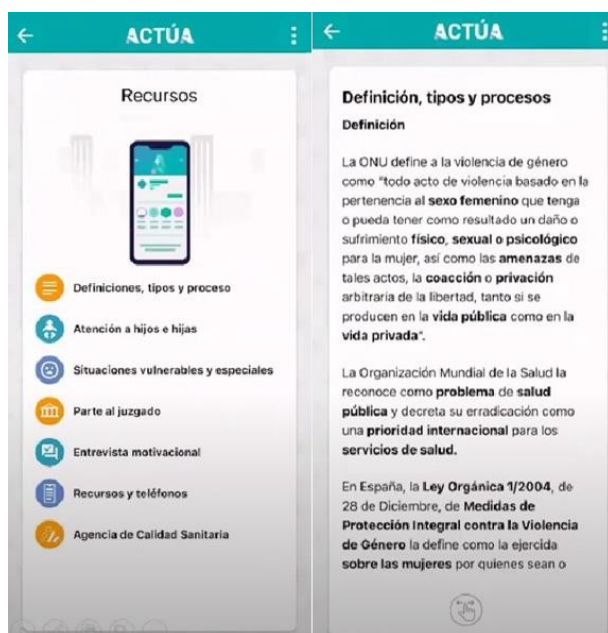 ACTÚA
Recursos
Definiciones, tipos y proceso
Atención a hijos e hijas
Situaciones vulnerables y especiales
Parte al juzgado
Entrevista motivacional
Recursos y teléfonos
Agencia de Calidad Sanitaria
ACTÚA
Definición, tipos y procesos
Definición
La ONU define a la violencia de género
como "todo acto de violencia basado en la
pertenencia al sexo femenino que tenga
o pueda tener como resultado un daño o
sufrimiento físico, sexual o psicológico
para la mujer, así como las amenazas de
tales actos, la coacción o privación
arbitraria de la libertad, tanto si se
producen en la vida pública como en la
vida privada".
La Organización Mundial de la Salud la
reconoce como problema de salud
pública y decreta su erradicación como
una prioridad internacional para los
servicios de salud.
En España, la Ley Orgánica 1/2004, de
28 de Diciembre, de Medidas de
Protección Integral contra la Violencia
de Género la define como la ejercida
sobre las mujeres por quienes sean o